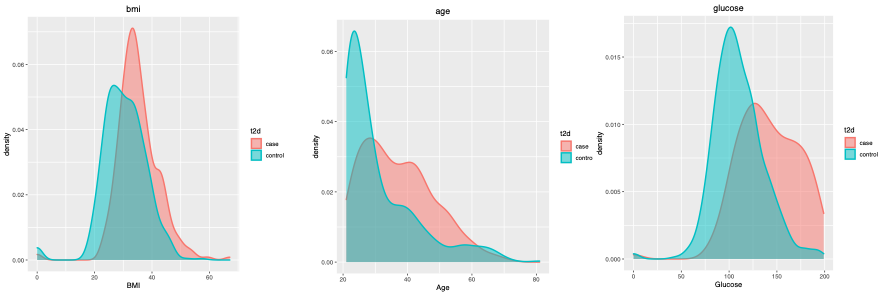 bmi
density
0.06
0.04
0.02
0.00
0
20
40
60
BMI
t2d
case
control
age
density
0.06
0.04
0.02
0.00
20
40
60
80
Age
t2d
case
contro
glucose
density
0.015
0.010
0.005
0.000
0
50
100
150
200
Glucose
t2d
case
control